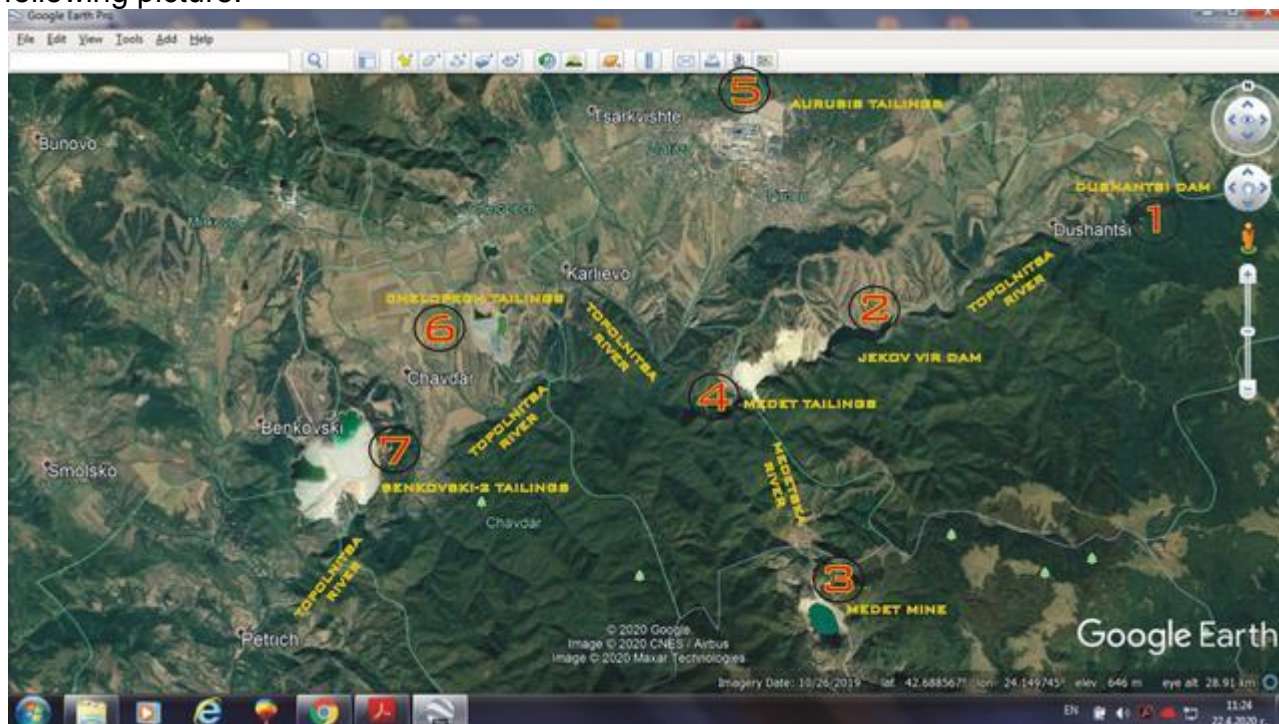 following picture:
Google Earth Pro
File Edit View Tools Add Help
5
AURUBIS TAILINGS
Tsarkvishte
Bunovo
DUSHANTSI DAM
1
Dushantsi
Mirkovo
Karlievo
TOPOLNITSA
RIVER
CHELOPECH TAILINGS
6
2
TOPOLNITSA
RIVER
JEKOV VIR DAM
Chavdar
4
MEDET TAILINGS
Benkovski
TOPOLNITSA
RIVER
7
MEDETSKA
RIVER
Smolsko
BENKOVSKI-2 TAILINGS
Chavdar
TOPOLNITSA
RIVER
3
MEDET MINE
Petrich
© 2020 Google
Image © 2020 CNES / Airbus
Image © 2020 Maxar Technologies
Google Earth
Imagery Date: 10/26/2019 lat 42.688567° lon 24.149745° elev 646 m eye alt 28.91 km
EN
11:24
22.4.2020 г.